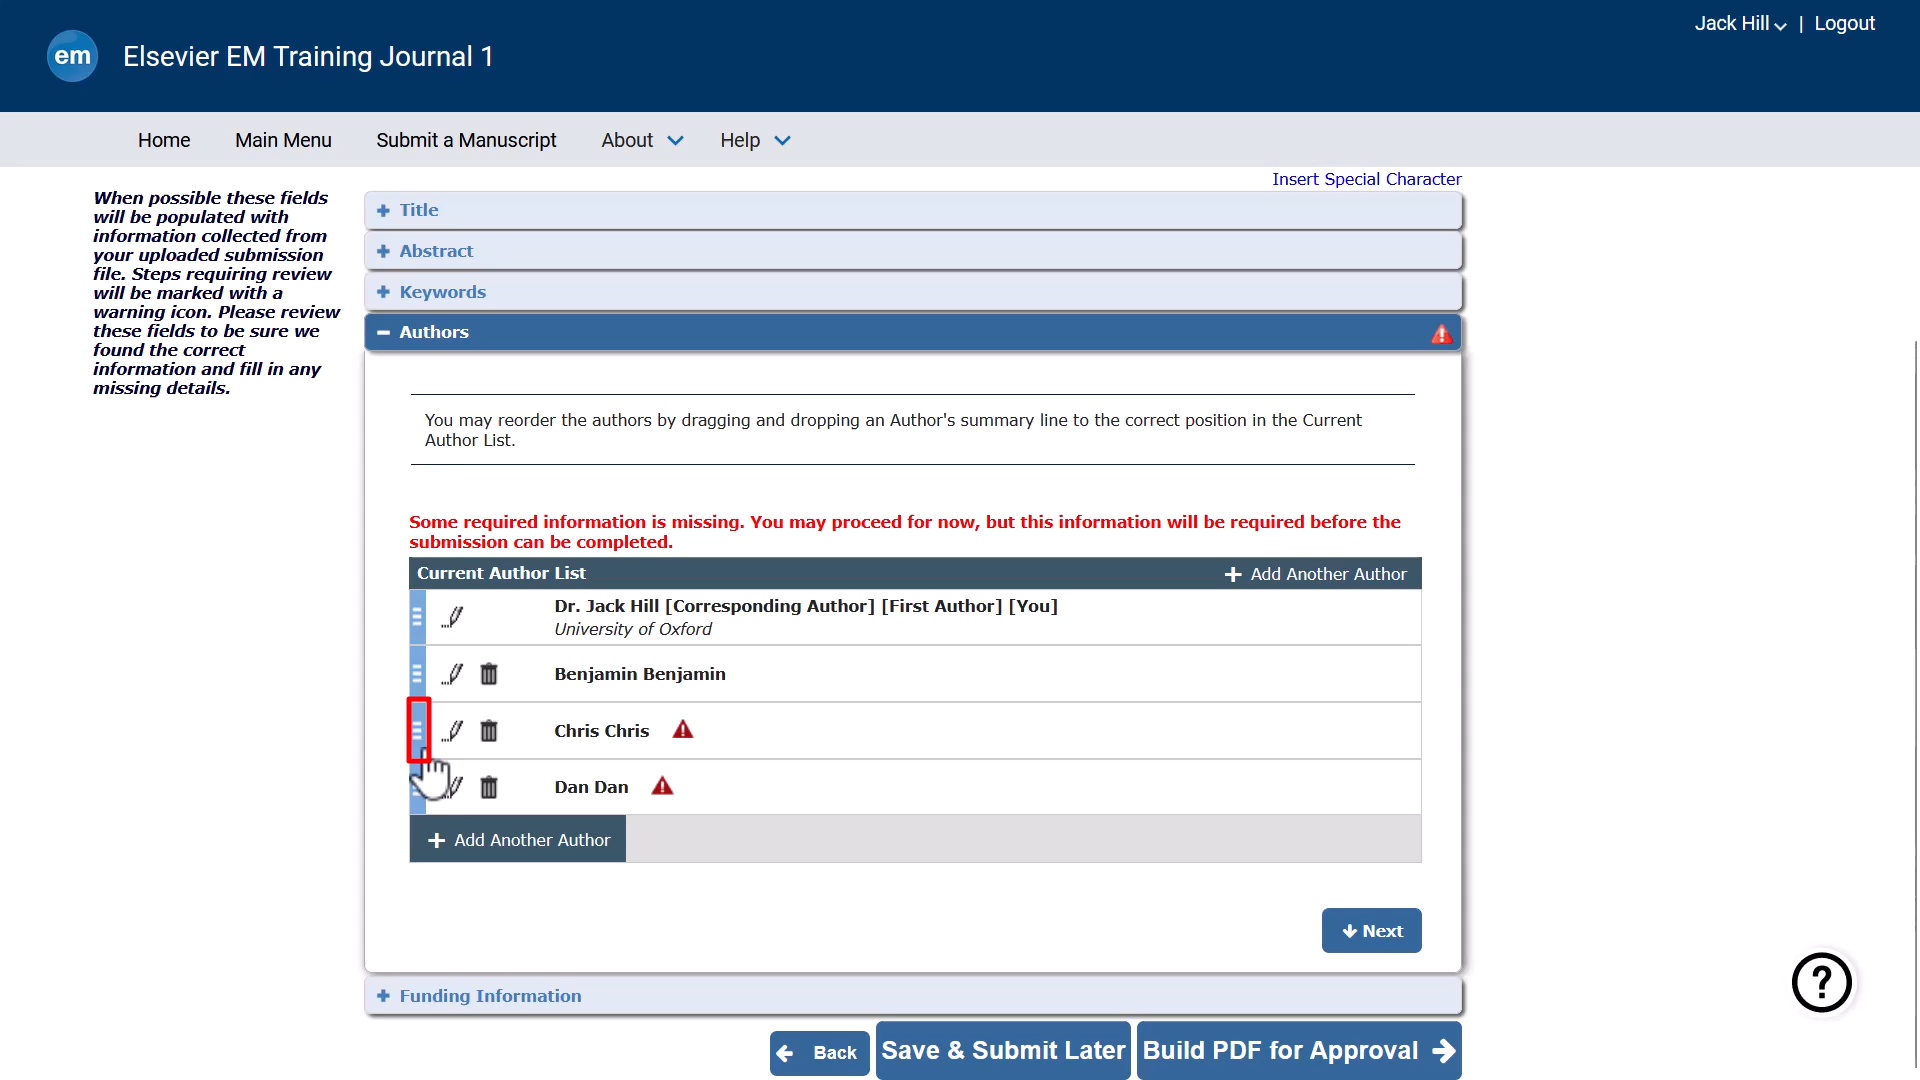 Jack Hill | Logout
em Elsevier EM Training Journal 1
Home Main Menu Submit a Manuscript About Help
When possible these fields
will be populated with
information collected from
your uploaded submission
file. Steps requiring review
will be marked with a
warning icon. Please review
these fields to be sure we
found the correct
information and fill in any
missing details.
Insert Special Character
+ Title
+ Abstract
+ Keywords
− Authors
You may reorder the authors by dragging and dropping an Author's summary line to the correct position in the Current
Author List.
Some required information is missing. You may proceed for now, but this information will be required before the
submission can be completed.
Current Author List + Add Another Author
Dr. Jack Hill [Corresponding Author] [First Author] [You]
University of Oxford
Benjamin Benjamin
Chris Chris
Dan Dan
+ Add Another Author
Next
+ Funding Information
Back Save & Submit Later Build PDF for Approval
?